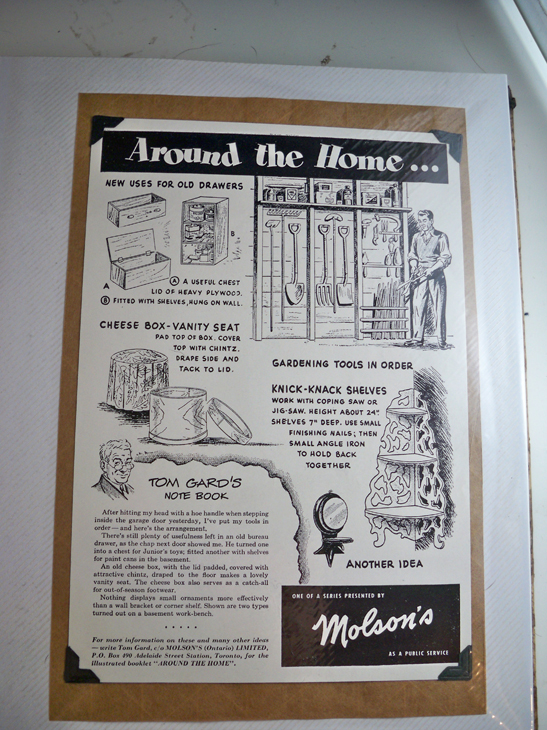 Around the Home...
NEW USES FOR OLD DRAWERS
A
B
Ⓐ A USEFUL CHEST
LID OF HEAVY PLYWOOD.
Ⓑ FITTED WITH SHELVES, HUNG ON WALL.
CHEESE BOX-VANITY SEAT
PAD TOP OF BOX. COVER
TOP WITH CHINTZ.
DRAPE SIDE AND
TACK TO LID.
GARDENING TOOLS IN ORDER
KNICK-KNACK SHELVES
WORK WITH COPING SAW OR
JIG-SAW. HEIGHT ABOUT 24".
SHELVES 7" DEEP. USE SMALL
FINISHING NAILS; THEN
SMALL ANGLE IRON
TO HOLD BACK
TOGETHER
TOM GARD'S
NOTE BOOK
After hitting my head with a hoe handle when stepping
inside the garage door yesterday, I've put my tools in
order — and here's the arrangement.
There's still plenty of usefulness left in an old bureau
drawer, as the chap next door showed me. He turned one
into a chest for Junior's toys; fitted another with shelves
for paint cans in the basement.
An old cheese box, with the lid padded, covered with
attractive chintz, draped to the floor makes a lovely
vanity seat. The cheese box also serves as a catch-all
for out-of-season footwear.
Nothing displays small ornaments more effectively
than a wall bracket or corner shelf. Shown are two types
turned out on a basement work-bench.
* * * * *
For more information on these and many other ideas
— write Tom Gard, c/o MOLSON'S (Ontario) LIMITED,
P.O. Box 490 Adelaide Street Station, Toronto, for the
illustrated booklet "AROUND THE HOME".
ANOTHER IDEA
ONE OF A SERIES PRESENTED BY
Molson's
AS A PUBLIC SERVICE